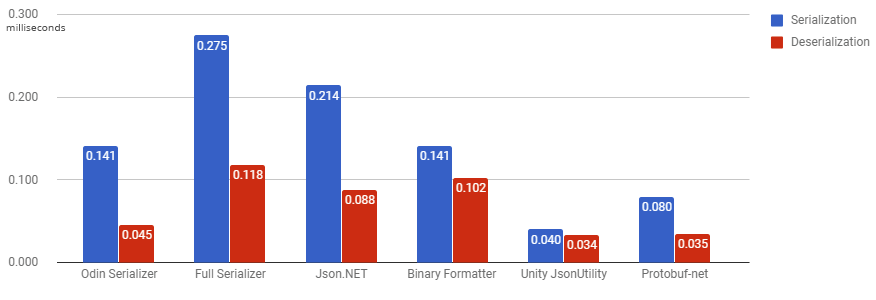 0.300
milliseconds
Serialization
Deserialization
0.275
0.214
0.200
0.141
0.141
0.118
0.102
0.100
0.088
0.080
0.045
0.040
0.034
0.035
0.000
Odin Serializer
Full Serializer
Json.NET
Binary Formatter
Unity JsonUtility
Protobuf-net